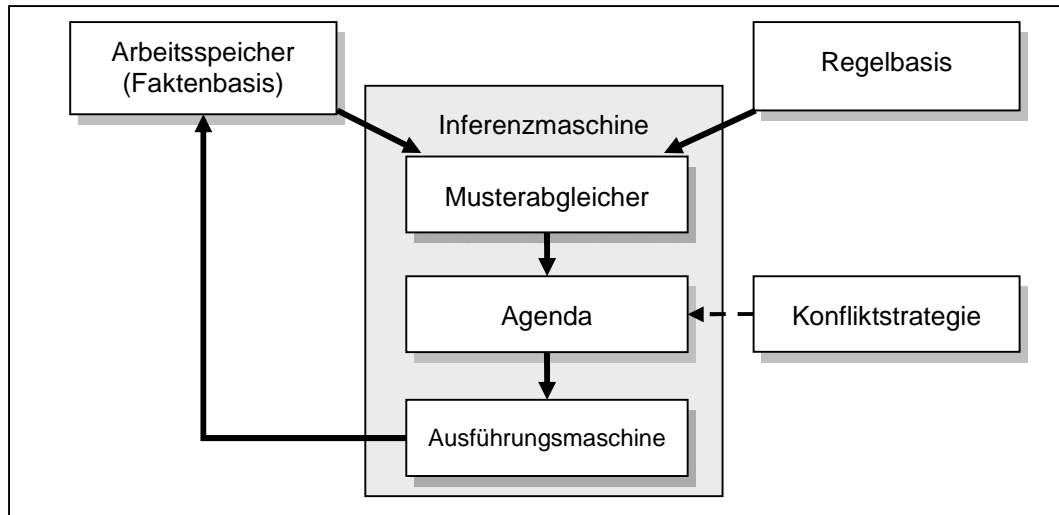 Arbeitsspeicher
(Faktenbasis)
Regelbasis
Inferenzmaschine
Musterabgleicher
Agenda
Konfliktstrategie
Ausführungsmaschine